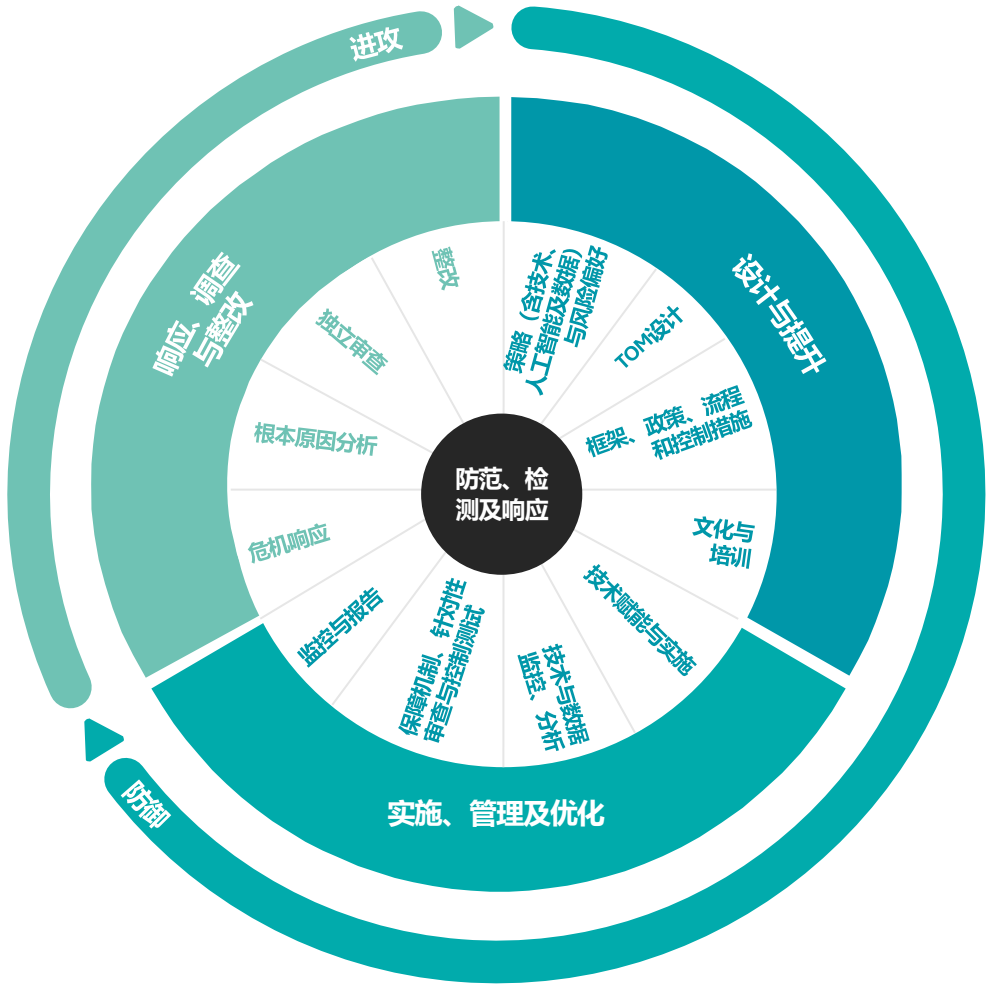 进攻
防御
设计与提升
策略（含技术、
人工智能及数据）
与风险偏好
TOM设计
框架、政策、流程
和控制措施
文化与
培训
实施、管理及优化
技术赋能与实施
技术与数据
监控、分析
保障机制、针对性
审查与控制测试
监控与报告
响应、调查
与整改
危机响应
根本原因分析
独立审查
整改
防范、检
测及响应